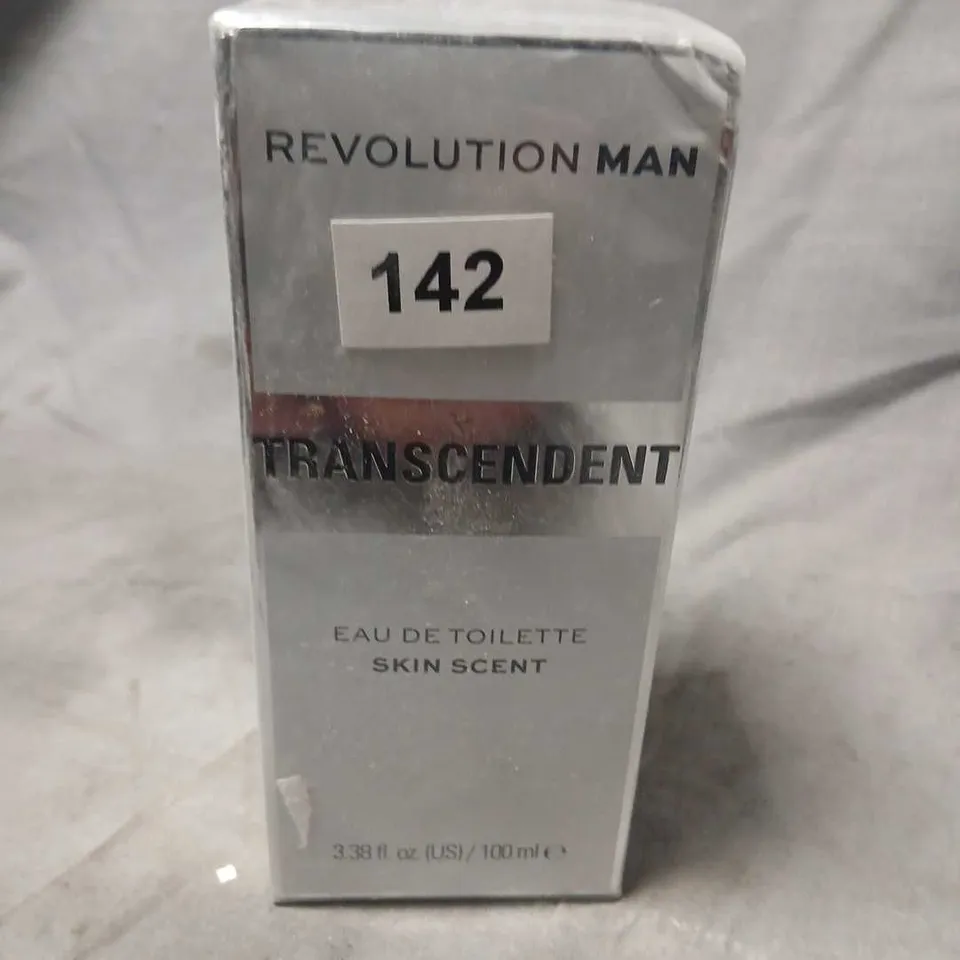 REVOLUTION MAN
142
TRANSCENDENT
EAU DE TOILETTE
SKIN SCENT
3.38 fl. oz. (US) / 100 ml ℮